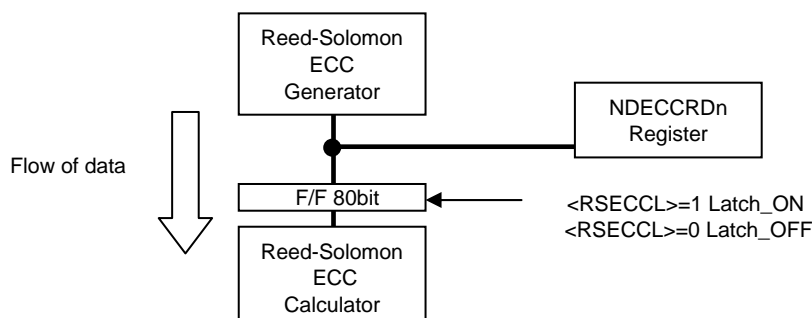 Reed-Solomon
ECC
Generator
NDECCRDn
Register
Flow of data
F/F 80bit
<RSECCL>=1 Latch_ON
<RSECCL>=0 Latch_OFF
Reed-Solomon
ECC
Calculator